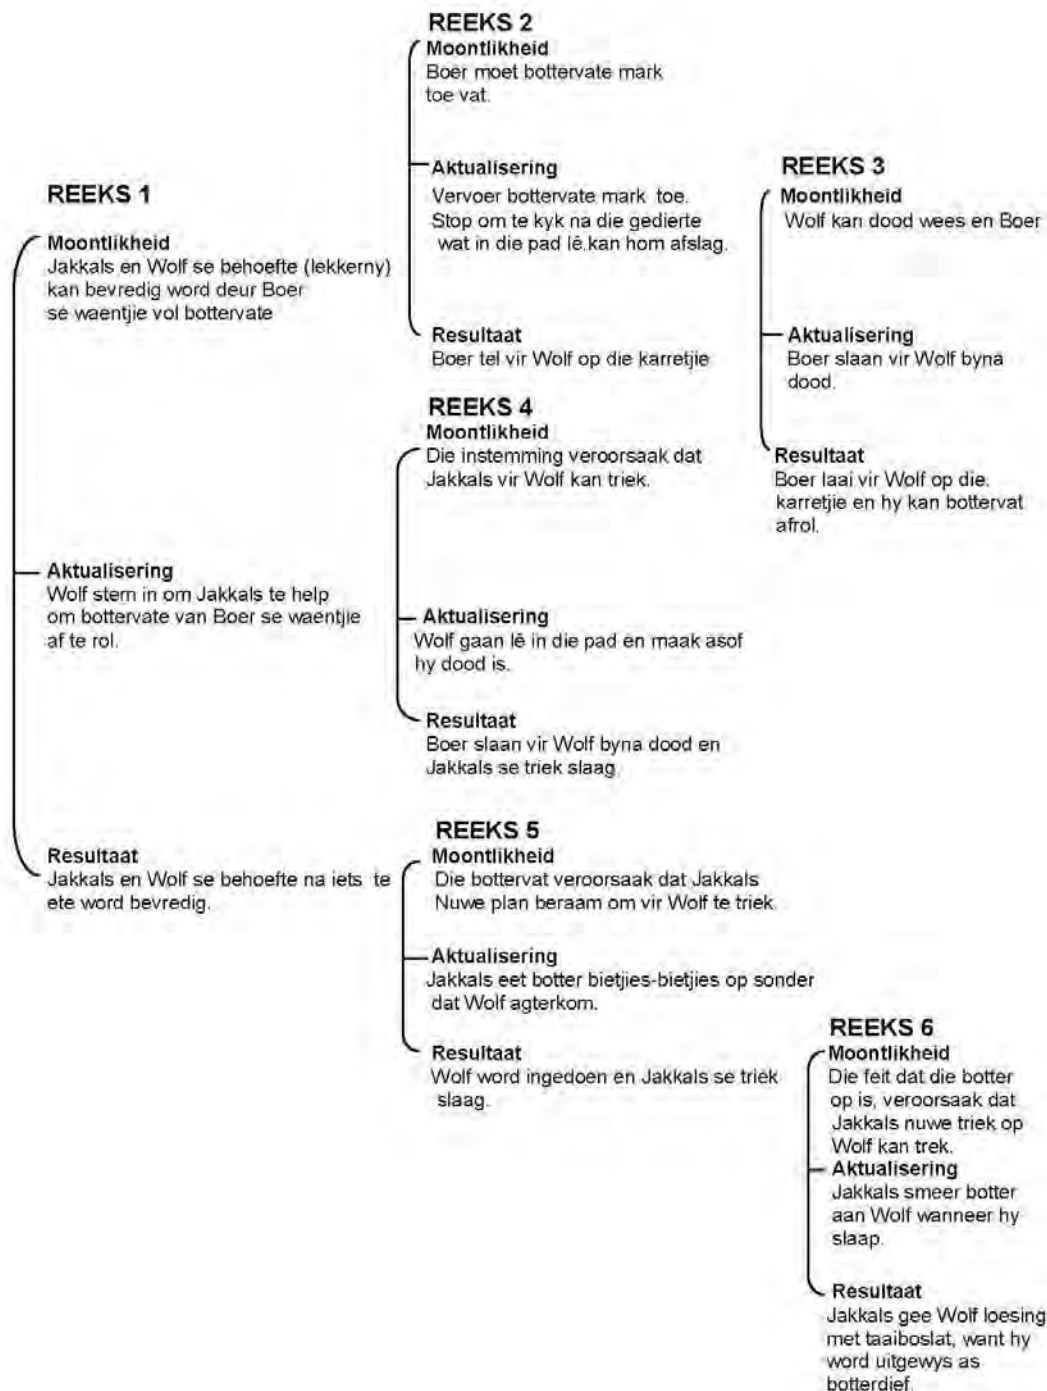 REEKS 1
Moontlikheid
Jakkals en Wolf se behoefte (lekkerny)
kan bevredig word deur Boer
se waentjie vol bottervate
Aktualisering
Wolf stem in om Jakkals te help
om bottervate van Boer se waentjie
af te rol.
Resultaat
Jakkals en Wolf se behoefte na iets te
ete word bevredig.
REEKS 2
Moontlikheid
Boer moet bottervate mark
toe vat.
Aktualisering
Vervoer bottervate mark toe.
Stop om te kyk na die gedierte
wat in die pad lê.kan hom afslag.
Resultaat
Boer tel vir Wolf op die karretjie
REEKS 3
Moontlikheid
Wolf kan dood wees en Boer
Aktualisering
Boer slaan vir Wolf byna
dood.
Resultaat
Boer laai vir Wolf op die.
karretjie en hy kan bottervat
afrol.
REEKS 4
Moontlikheid
Die instemming veroorsaak dat
Jakkals vir Wolf kan triek.
Aktualisering
Wolf gaan lê in die pad en maak asof
hy dood is.
Resultaat
Boer slaan vir Wolf byna dood en
Jakkals se triek slaag.
REEKS 5
Moontlikheid
Die bottervat veroorsaak dat Jakkals
Nuwe plan beraam om vir Wolf te triek.
Aktualisering
Jakkals eet botter bietjies-bietjies op sonder
dat Wolf agterkom.
Resultaat
Wolf word ingedoen en Jakkals se triek
slaag.
REEKS 6
Moontlikheid
Die feit dat die botter
op is, veroorsaak dat
Jakkals nuwe triek op
Wolf kan trek.
Aktualisering
Jakkals smeer botter
aan Wolf wanneer hy
slaap.
Resultaat
Jakkals gee Wolf loesing
met taaiboslat, want hy
word uitgewys as
botterdief.